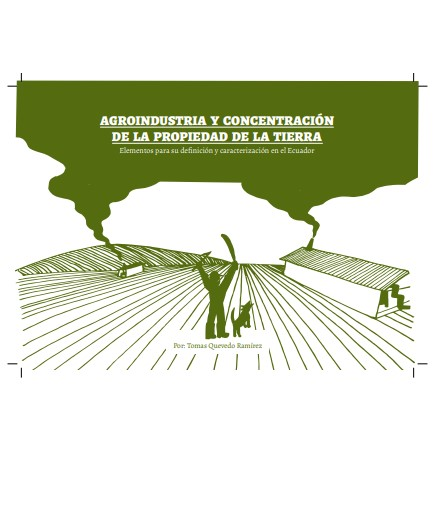 AGROINDUSTRIA Y CONCENTRACIÓN
DE LA PROPIEDAD DE LA TIERRA
Elementos para su definición y caracterización en el Ecuador
Por: Tomas Quevedo Ramírez